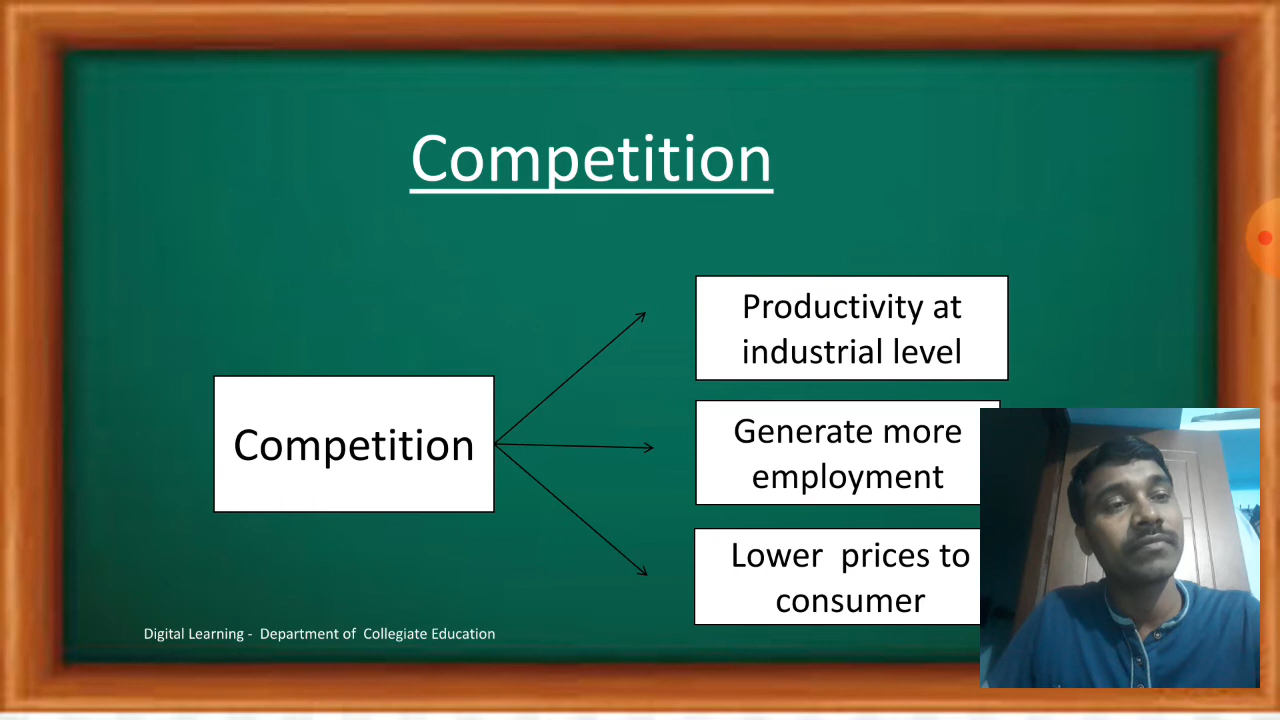 Competition
Productivity at
industrial level
Competition
Generate more
employment
Lower  prices to
consumer
Digital Learning -  Department of  Collegiate Education